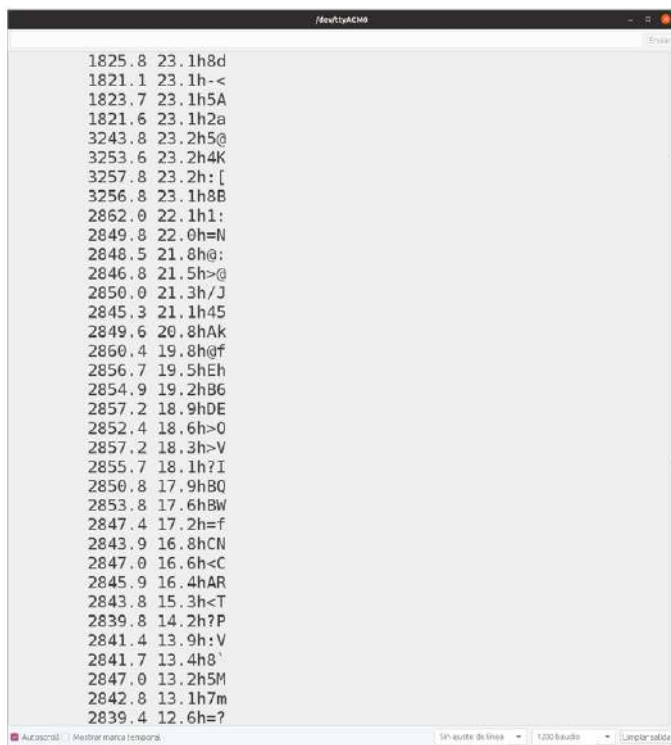 /dev/ttyACM0
Enviar
1825.8 23.1h8d
1821.1 23.1h-<
1823.7 23.1h5A
1821.6 23.1h2a
3243.8 23.2h5@
3253.6 23.2h4K
3257.8 23.2h:[
3256.8 23.1h8B
2862.0 22.1h1:
2849.8 22.0h=N
2848.5 21.8h@:
2846.8 21.5h>@
2850.0 21.3h/J
2845.3 21.1h45
2849.6 20.8hAk
2860.4 19.8h@f
2856.7 19.5hEh
2854.9 19.2hB6
2857.2 18.9hDE
2852.4 18.6h>O
2857.2 18.3h>V
2855.7 18.1h?I
2850.8 17.9hBQ
2853.8 17.6hBW
2847.4 17.2h=f
2843.9 16.8hCN
2847.0 16.6h<C
2845.9 16.4hAR
2843.8 15.3h<T
2839.8 14.2h?P
2841.4 13.9h:V
2841.7 13.4h8`
2847.0 13.2h5M
2842.8 13.1h7m
2839.4 12.6h=?
Autoscroll Mostrar marca temporal Sin ajuste de línea 1200 baudio Limpiar salida